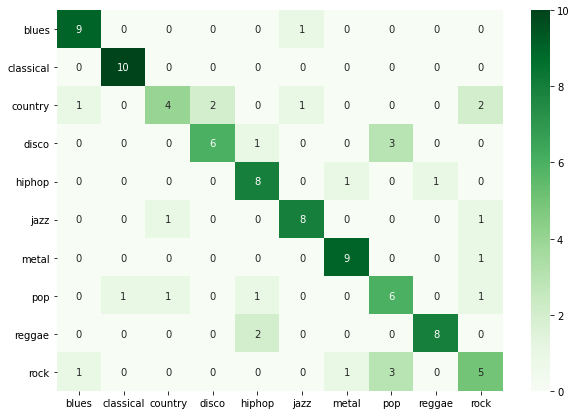 10
blues 9 0 0 0 0 1 0 0 0 0
classical 0 10 0 0 0 0 0 0 0 0
8
country 1 0 4 2 0 1 0 0 0 2
disco 0 0 0 6 1 0 0 3 0 0
6
hiphop 0 0 0 0 8 0 1 0 1 0
jazz 0 0 1 0 0 8 0 0 0 1
4
metal 0 0 0 0 0 0 9 0 0 1
pop 0 1 1 0 1 0 0 6 0 1
2
reggae 0 0 0 0 2 0 0 0 8 0
rock 1 0 0 0 0 0 1 3 0 5
0
blues classical country disco hiphop jazz metal pop reggae rock